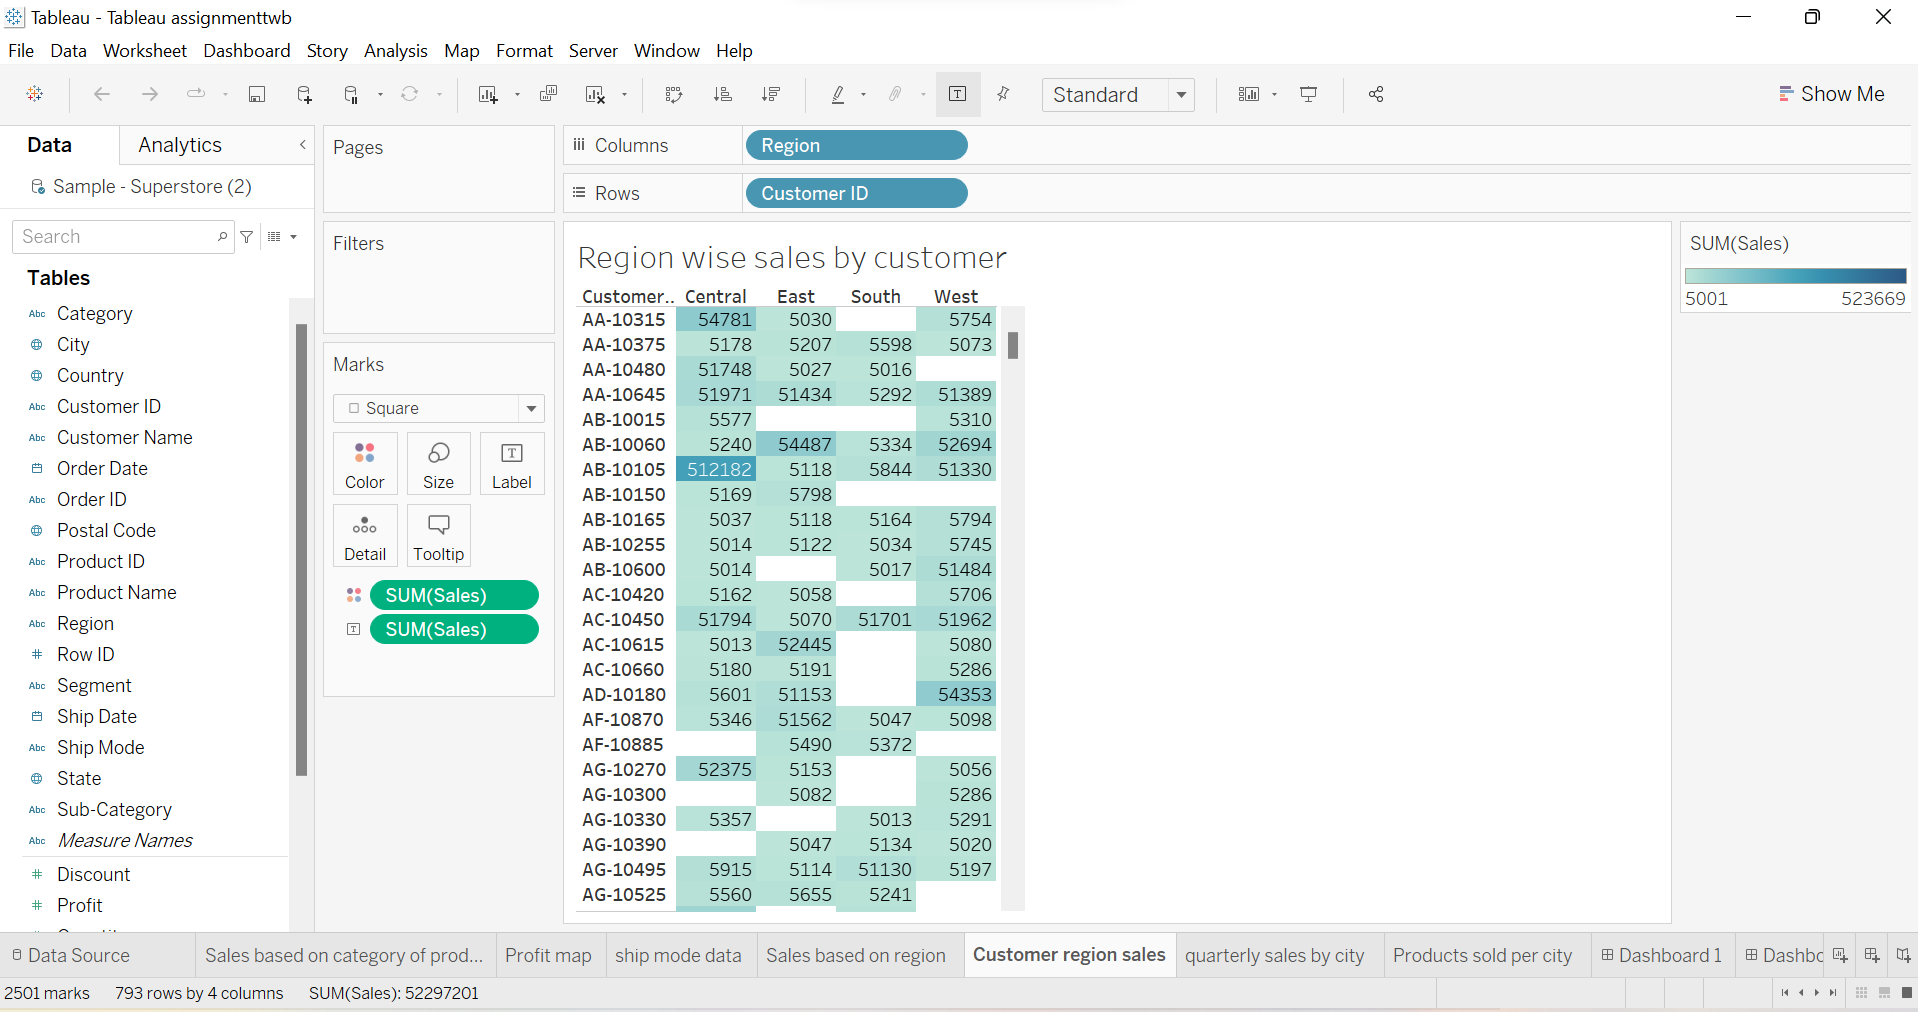 Tableau - Tableau assignmenttwb
File Data Worksheet Dashboard Story Analysis Map Format Server Window Help
Standard
Show Me
Data
Analytics
Sample - Superstore (2)
Search
Tables
Abc Category
City
Country
Abc Customer ID
Abc Customer Name
Order Date
Abc Order ID
Postal Code
Abc Product ID
Abc Product Name
Abc Region
# Row ID
Abc Segment
Ship Date
Abc Ship Mode
State
Abc Sub-Category
Abc Measure Names
# Discount
# Profit
Pages
Filters
Marks
Square
Color Size Label
Detail Tooltip
SUM(Sales)
SUM(Sales)
Columns Region
Rows Customer ID
Region wise sales by customer
Customer.. Central East South West
AA-10315 54781 5030 5754
AA-10375 5178 5207 5598 5073
AA-10480 51748 5027 5016
AA-10645 51971 51434 5292 51389
AB-10015 5577 5310
AB-10060 5240 54487 5334 52694
AB-10105 512182 5118 5844 51330
AB-10150 5169 5798
AB-10165 5037 5118 5164 5794
AB-10255 5014 5122 5034 5745
AB-10600 5014 5017 51484
AC-10420 5162 5058 5706
AC-10450 51794 5070 51701 51962
AC-10615 5013 52445 5080
AC-10660 5180 5191 5286
AD-10180 5601 51153 54353
AF-10870 5346 51562 5047 5098
AF-10885 5490 5372
AG-10270 52375 5153 5056
AG-10300 5082 5286
AG-10330 5357 5013 5291
AG-10390 5047 5134 5020
AG-10495 5915 5114 51130 5197
AG-10525 5560 5655 5241
SUM(Sales)
5001 523669
Data Source
Sales based on category of prod...
Profit map
ship mode data
Sales based on region
Customer region sales
quarterly sales by city
Products sold per city
Dashboard 1
Dashbo
2501 marks 793 rows by 4 columns SUM(Sales): 52297201